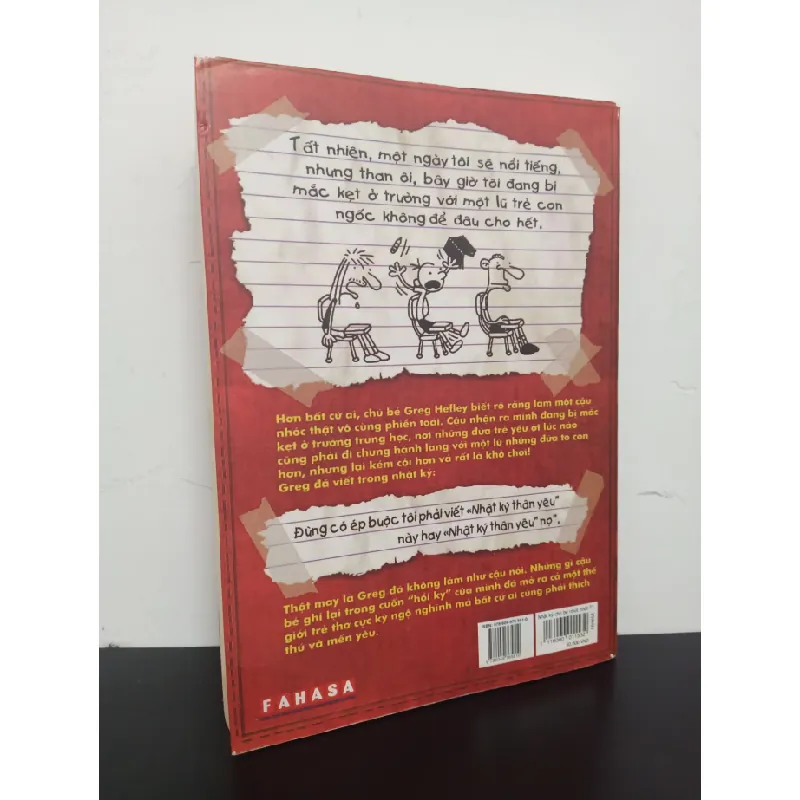 Tất nhiên, một ngày tôi sẽ nổi tiếng,
nhưng than ôi, bây giờ tôi đang bị
mắc kẹt ở trường với một lũ trẻ con
ngốc không để đâu cho hết.
Hơn bất cứ ai, chú bé Greg Hefley biết rõ rằng làm một cậu
nhóc thật vô cùng phiền toái. Cậu nhận ra mình đang bị mắc
kẹt ở trường trung học, nơi những đứa trẻ yếu ớt lúc nào
cũng phải đi chung hành lang với một lũ những đứa to con
hơn, nhưng lại kém cỏi hơn và rất là khó chơi!
Greg đã viết trong nhật ký:
Đừng có ép buộc tôi phải viết «Nhật ký thân yêu"
này hay «Nhật ký thân yêu" nọ".
Thật may là Greg đã không làm như cậu nói. Những gì cậu
bé ghi lại trong cuốn "hồi ký" của mình đã mở ra cả một thế
giới trẻ thơ cực kỳ ngộ nghĩnh mà bất cứ ai cũng phải thích
thú và mến yêu.
FAHASA